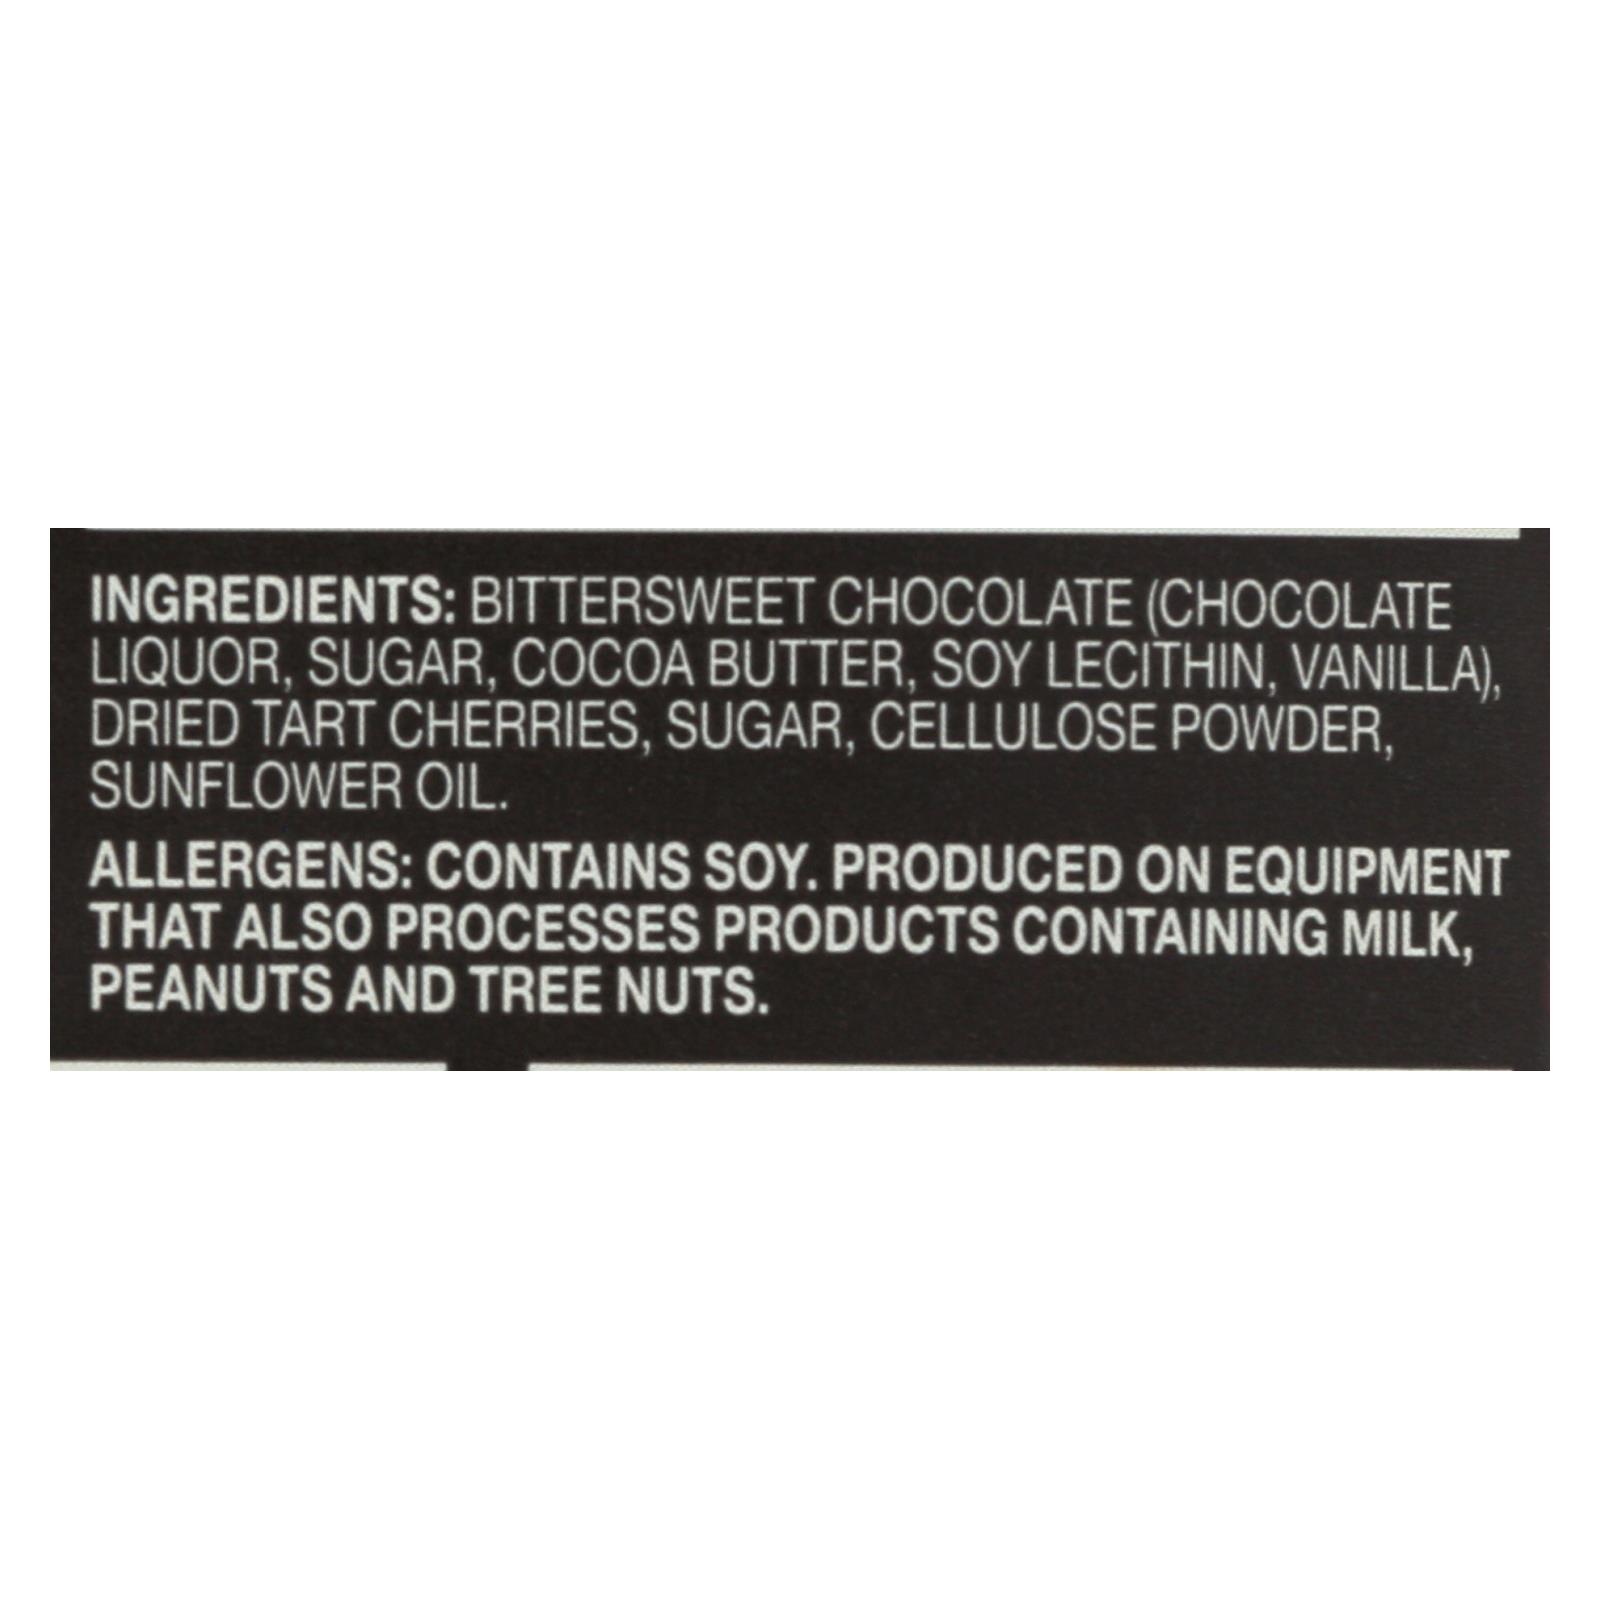 INGREDIENTS: BITTERSWEET CHOCOLATE (CHOCOLATE
LIQUOR, SUGAR, COCOA BUTTER, SOY LECITHIN, VANILLA),
DRIED TART CHERRIES, SUGAR, CELLULOSE POWDER,
SUNFLOWER OIL.
ALLERGENS: CONTAINS SOY. PRODUCED ON EQUIPMENT
THAT ALSO PROCESSES PRODUCTS CONTAINING MILK,
PEANUTS AND TREE NUTS.